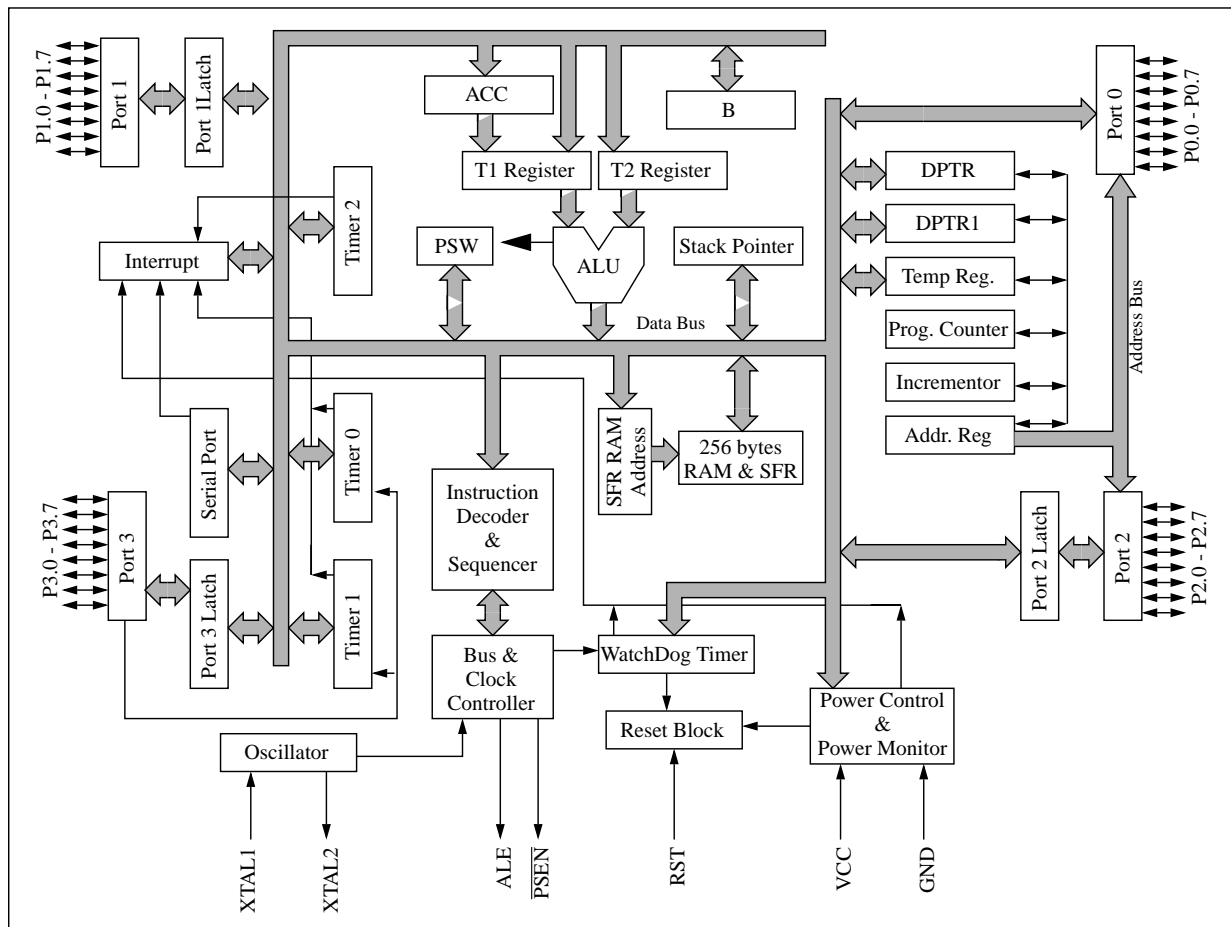 P1.0 - P1.7
Port 1
Port 1Latch
ACC
B
Port 0
P0.0 - P0.7
T1 Register
T2 Register
DPTR
Timer 2
DPTR1
PSW
ALU
Stack Pointer
Interrupt
Temp Reg.
Data Bus
Address Bus
Prog. Counter
Incrementor
Serial Port
Timer 0
SFR RAM
Address
256 bytes
RAM & SFR
Addr. Reg
Instruction
Decoder
&
Sequencer
P3.0 - P3.7
Port 3
Port 2 Latch
Port 2
P2.0 - P2.7
Port 3 Latch
Timer 1
Bus &
Clock
Controller
WatchDog Timer
Power Control
&
Power Monitor
Reset Block
Oscillator
XTAL1
XTAL2
ALE
PSEN
RST
VCC
GND